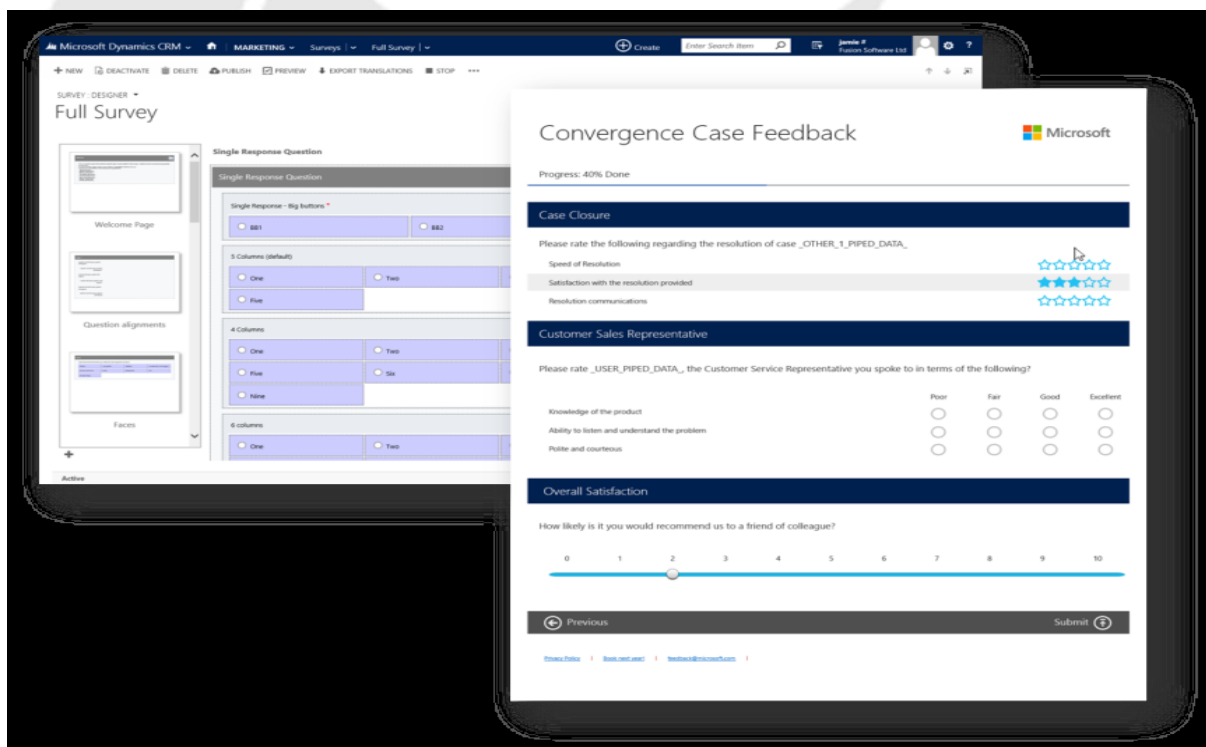 Microsoft Dynamics CRM MARKETING Surveys Full Survey Create Enter Search Item jamie # ?
Fusion Software Ltd
+ NEW DEACTIVATE DELETE PUBLISH PREVIEW EXPORT TRANSLATIONS STOP •••
SURVEY : DESIGNER
Full Survey
Welcome Page
Question alignments
Faces
+
Active
Single Response Question
Single Response Question
Single Response - Big buttons *
BB1 BB2
5 Columns (default)
One Two
Five
4 Columns
One Two
Five Six
Nine
6 columns
One Two
Convergence Case Feedback
Microsoft
Progress: 40% Done
Case Closure
Please rate the following regarding the resolution of case _OTHER_1_PIPED_DATA_
Speed of Resolution
Satisfaction with the resolution provided
Resolution communications
Customer Sales Representative
Please rate _USER_PIPED_DATA_, the Customer Service Representative you spoke to in terms of the following?
Poor Fair Good Excellent
Knowledge of the product
Ability to listen and understand the problem
Polite and courteous
Overall Satisfaction
How likely is it you would recommend us to a friend of colleague?
0 1 2 3 4 5 6 7 8 9 10
Previous Submit
Privacy Policy | Boost next year! | feedback@microsoft.com |